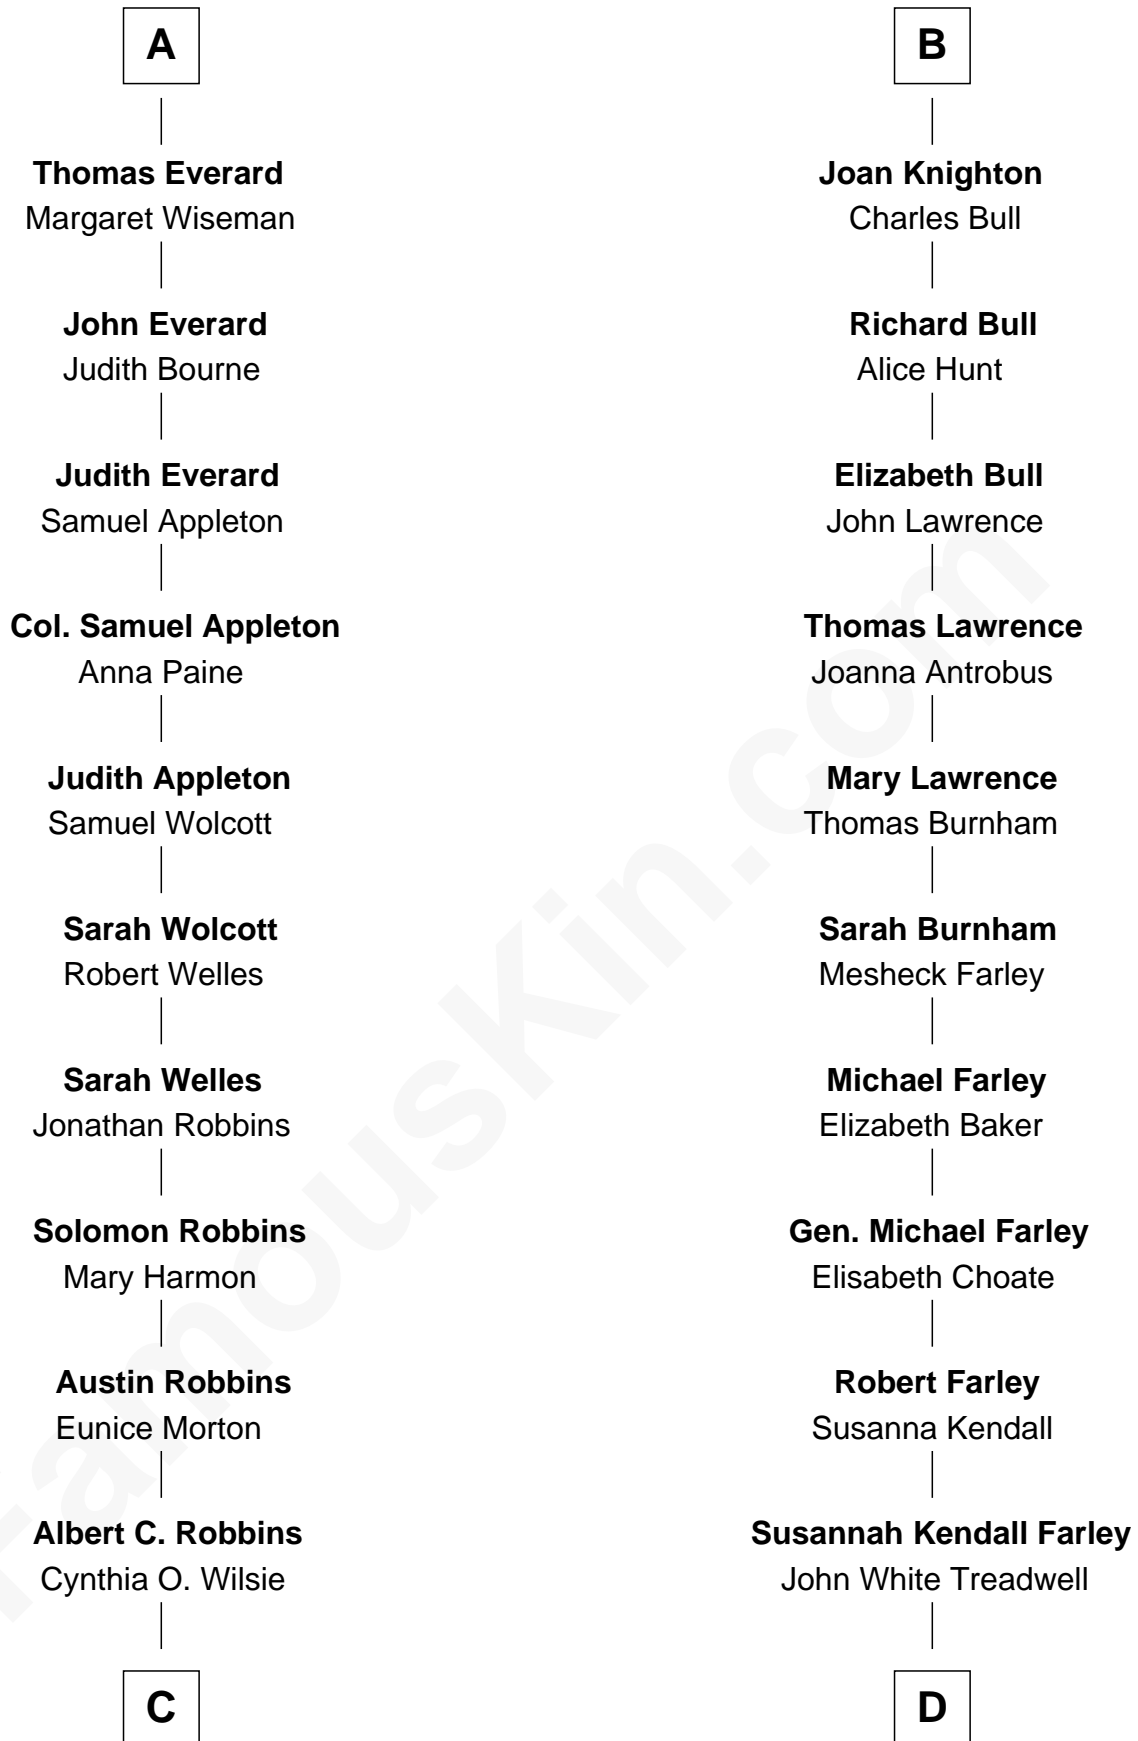 A
Thomas Everard
Margaret Wiseman
John Everard
Judith Bourne
Judith Everard
Samuel Appleton
Col. Samuel Appleton
Anna Paine
Judith Appleton
Samuel Wolcott
Sarah Wolcott
Robert Welles
Sarah Welles
Jonathan Robbins
Solomon Robbins
Mary Harmon
Austin Robbins
Eunice Morton
Albert C. Robbins
Cynthia O. Wilsie
C
B
Joan Knighton
Charles Bull
Richard Bull
Alice Hunt
Elizabeth Bull
John Lawrence
Thomas Lawrence
Joanna Antrobus
Mary Lawrence
Thomas Burnham
Sarah Burnham
Mesheck Farley
Michael Farley
Elizabeth Baker
Gen. Michael Farley
Elisabeth Choate
Robert Farley
Susanna Kendall
Susannah Kendall Farley
John White Treadwell
D
FamousKin.com